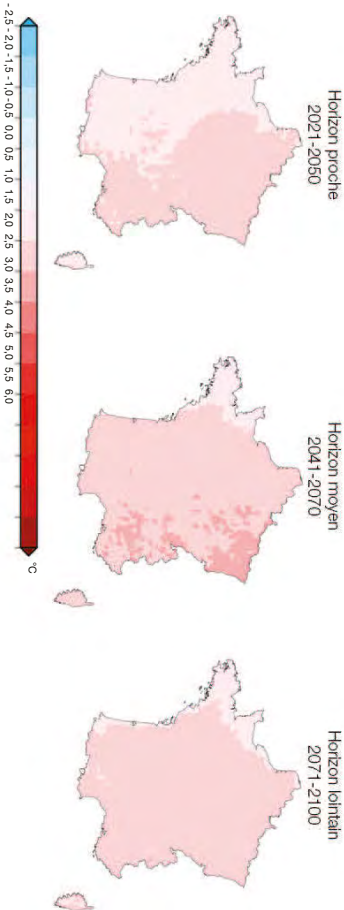 Horizon proche
2021-2050
Horizon moyen
2041-2070
Horizon lointain
2071-2100
- 2,5 - 2,0 -1,5 - 1,0 -0,5 0,0 0,5 1,0 1,5 2,0 2,5 3,0 3,5 4,0 4,5 5,0 5,5 6,0
°C